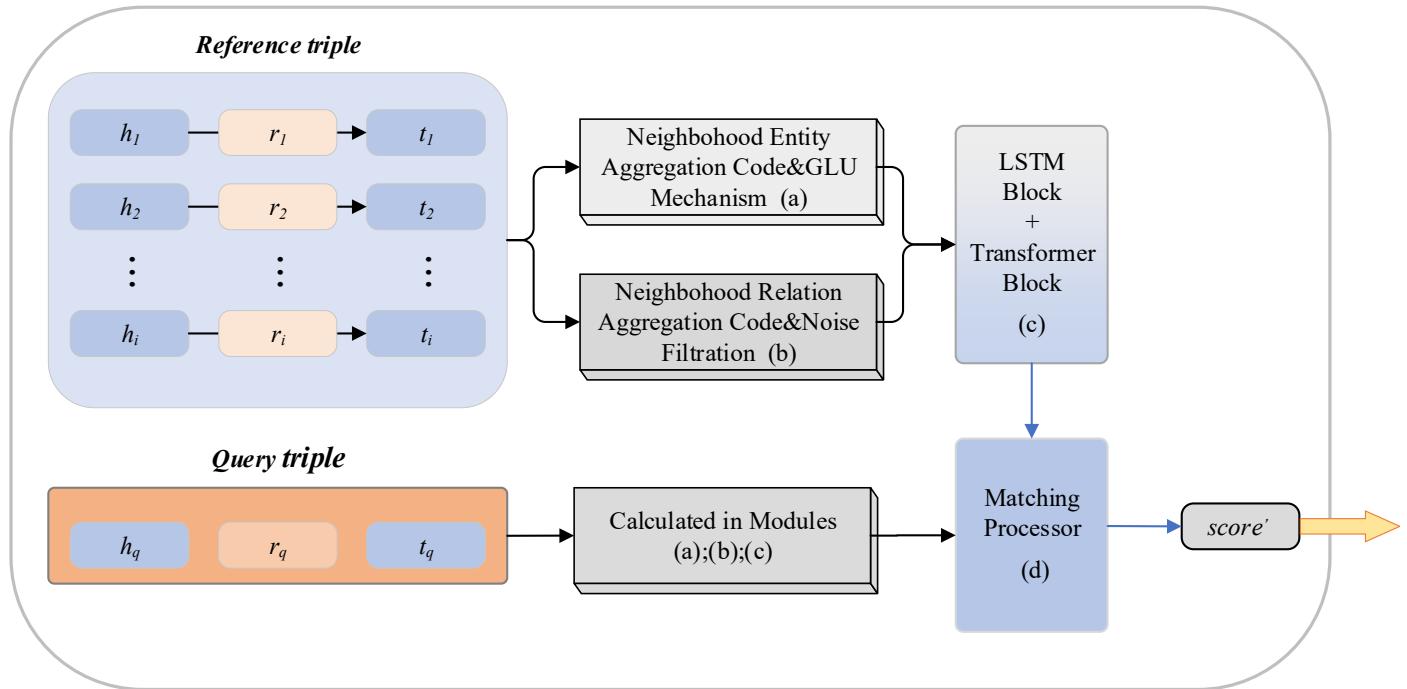 Reference triple
h1 r1 t1
h2 r2 t2
⋮ ⋮ ⋮
hi ri ti
Neighbohood Entity
Aggregation Code&GLU
Mechanism (a)
Neighbohood Relation
Aggregation Code&Noise
Filtration (b)
LSTM
Block
+
Transformer
Block
(c)
Query triple
hq rq tq
Calculated in Modules
(a);(b);(c)
Matching
Processor
(d)
score'